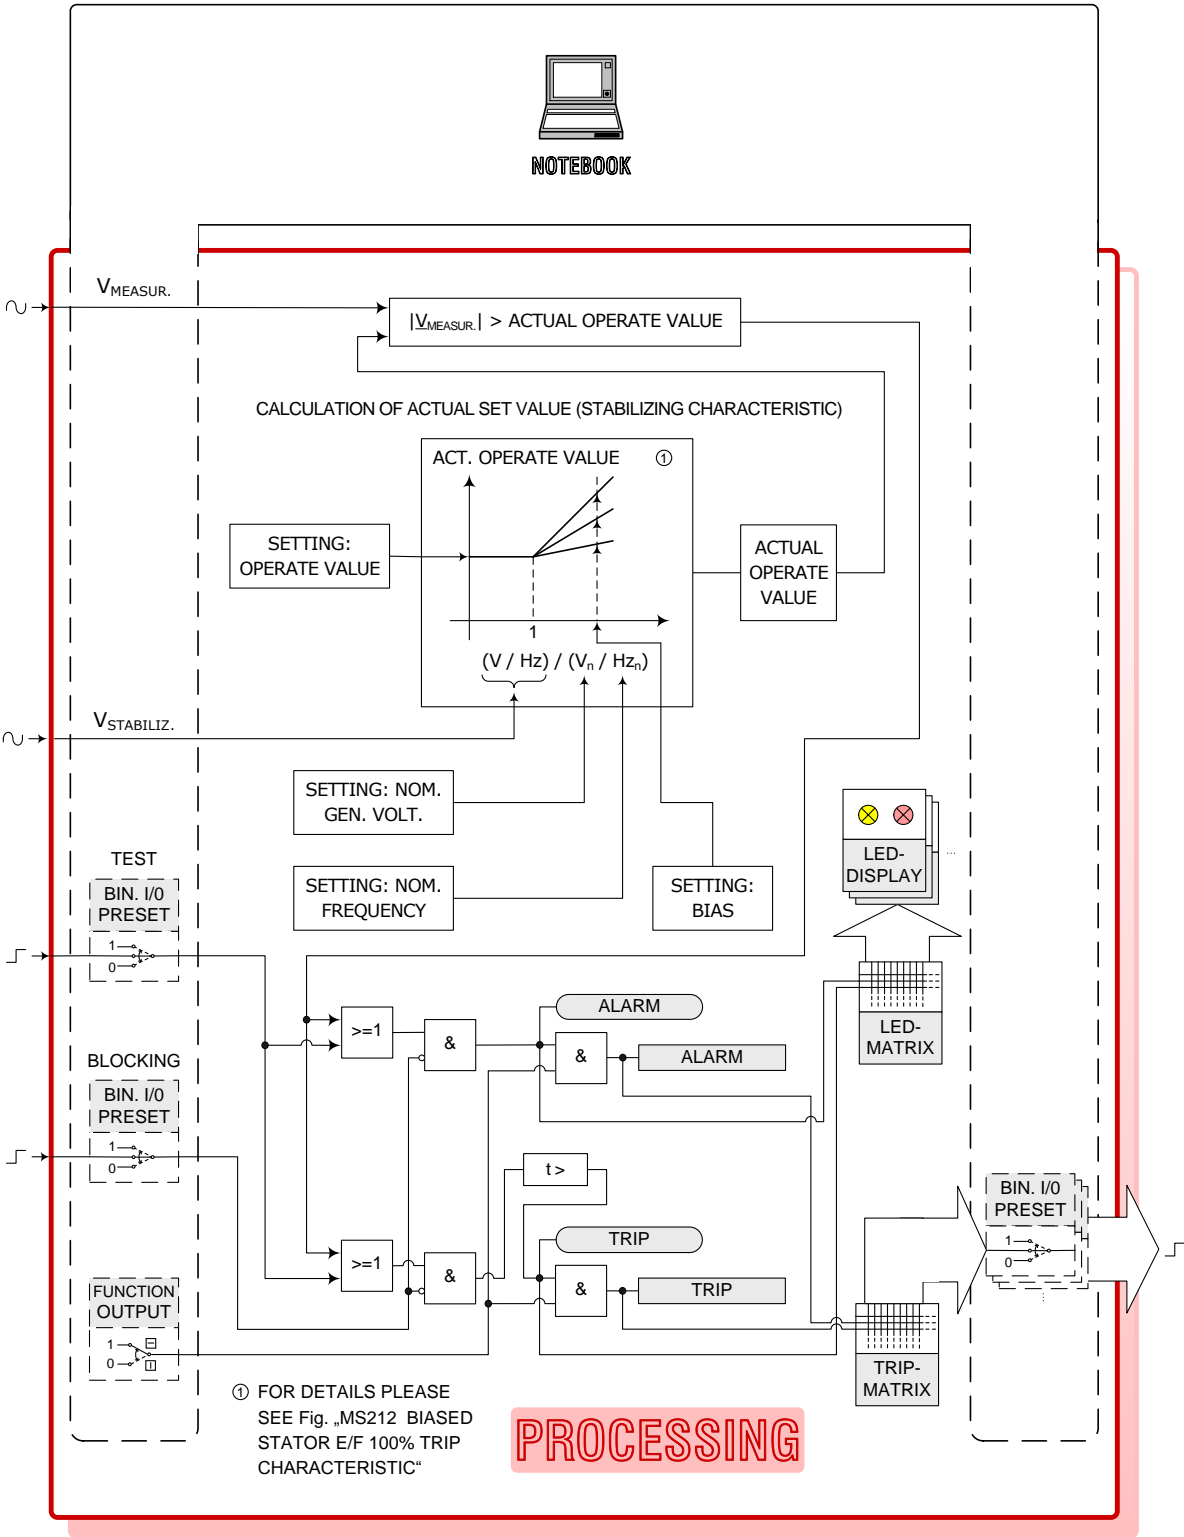 NOTEBOOK
VMEASUR.
|VMEASUR.| > ACTUAL OPERATE VALUE
CALCULATION OF ACTUAL SET VALUE (STABILIZING CHARACTERISTIC)
ACT. OPERATE VALUE ①
SETTING:
OPERATE VALUE
ACTUAL
OPERATE
VALUE
1
(V / Hz) / (Vn / Hzn)
VSTABILIZ.
SETTING: NOM.
GEN. VOLT.
SETTING: NOM.
FREQUENCY
SETTING:
BIAS
LED-
DISPLAY
...
TEST
BIN. I/0
PRESET
1
0
LED-
MATRIX
>=1
&
ALARM
&
ALARM
BLOCKING
BIN. I/0
PRESET
1
0
t >
>=1
&
TRIP
&
TRIP
BIN. I/0
PRESET
1
0
...
FUNCTION
OUTPUT
1
0
TRIP-
MATRIX
① FOR DETAILS PLEASE
SEE Fig. „MS212 BIASED
STATOR E/F 100% TRIP
CHARACTERISTIC“
PROCESSING